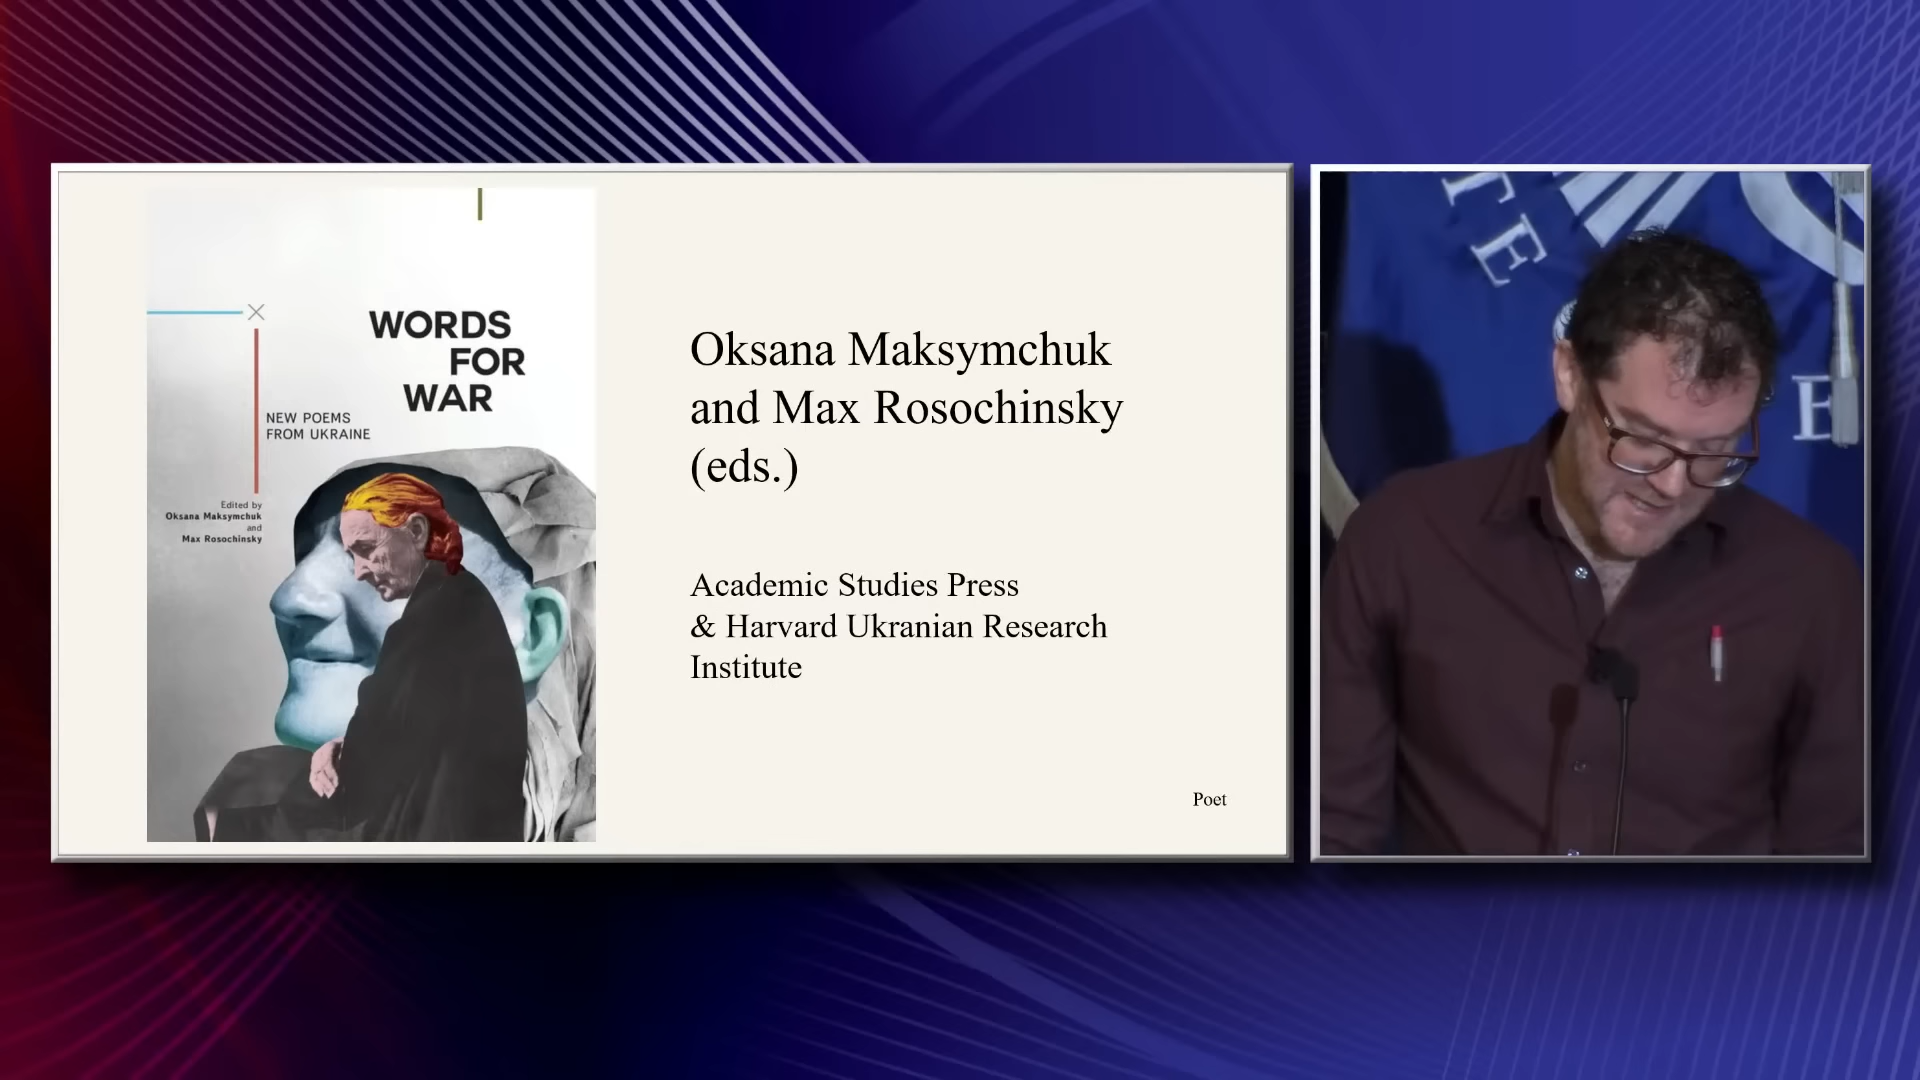 WORDS
FOR
WAR
NEW POEMS
FROM UKRAINE
Edited by
Oksana Maksymchuk
and
Max Rosochinsky
Oksana Maksymchuk
and Max Rosochinsky
(eds.)
Academic Studies Press
& Harvard Ukranian Research
Institute
Poet
TE
E